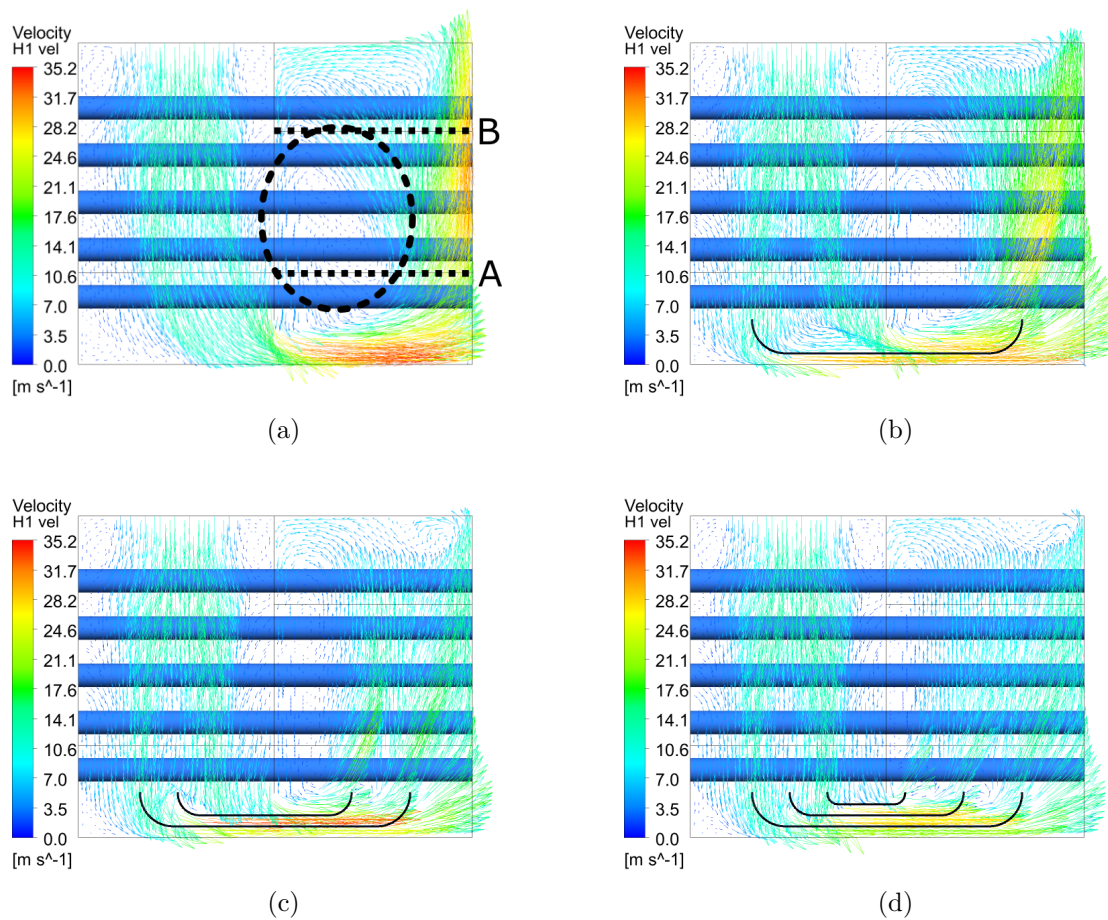 Velocity
H1 vel
35.2
31.7
28.2
24.6
21.1
17.6
14.1
10.6
7.0
3.5
0.0
[m s^-1]
B
A
(a)
Velocity
H1 vel
35.2
31.7
28.2
24.6
21.1
17.6
14.1
10.6
7.0
3.5
0.0
[m s^-1]
(b)
Velocity
H1 vel
35.2
31.7
28.2
24.6
21.1
17.6
14.1
10.6
7.0
3.5
0.0
[m s^-1]
(c)
Velocity
H1 vel
35.2
31.7
28.2
24.6
21.1
17.6
14.1
10.6
7.0
3.5
0.0
[m s^-1]
(d)